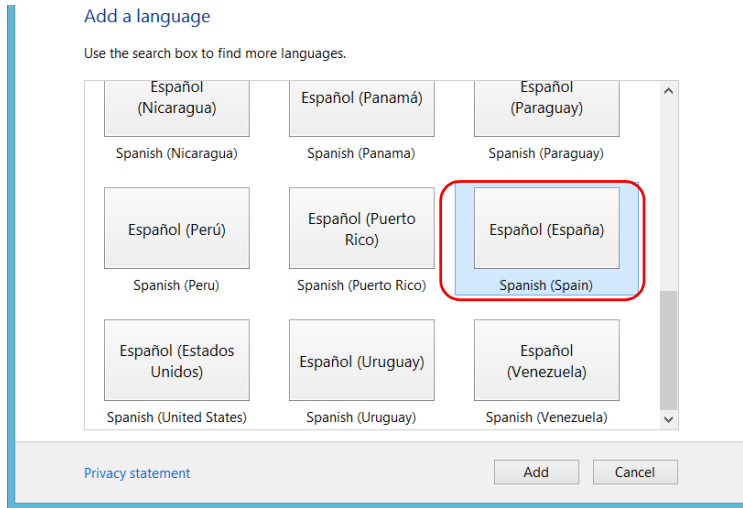 Add a language
Use the search box to find more languages.
Español
(Nicaragua)
Spanish (Nicaragua)
Español (Panamá)
Spanish (Panama)
Español
(Paraguay)
Spanish (Paraguay)
Español (Perú)
Spanish (Peru)
Español (Puerto
Rico)
Spanish (Puerto Rico)
Español (España)
Spanish (Spain)
Español (Estados
Unidos)
Spanish (United States)
Español (Uruguay)
Spanish (Uruguay)
Español
(Venezuela)
Spanish (Venezuela)
Privacy statement
Add
Cancel